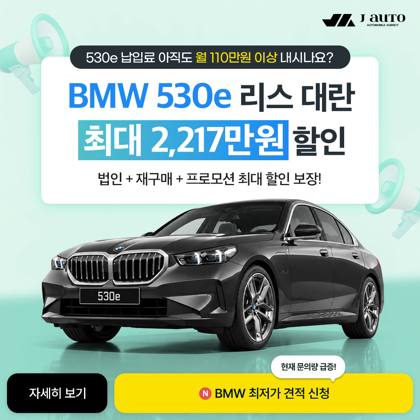 J AUTO
AUTOMOBILE AGENCY
530e 납입료 아직도 월 110만원 이상 내시나요?
BMW 530e 리스 대란
최대 2,217만원 할인
법인 + 재구매 + 프로모션 최대 할인 보장!
530e
현재 문의량 급증!
자세히 보기
N BMW 최저가 견적 신청